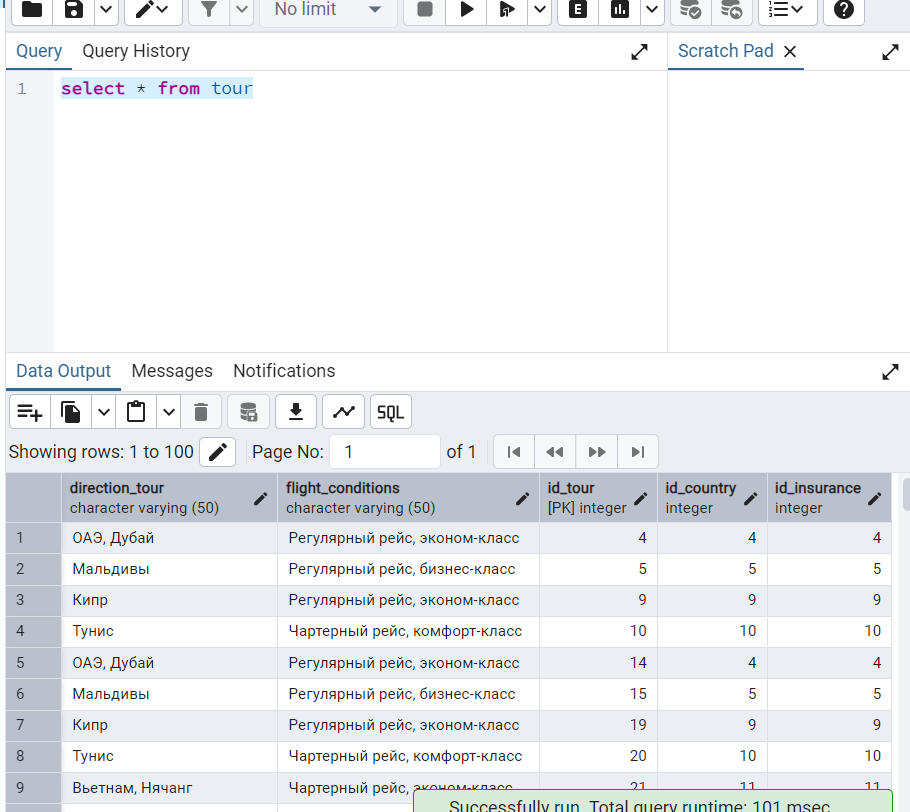 No limit
E
Query Query History Scratch Pad
1 select * from tour
Data Output Messages Notifications
SQL
Showing rows: 1 to 100 Page No: 1 of 1
direction_tour flight_conditions id_tour id_country id_insurance
character varying (50) character varying (50) [PK] integer integer integer
1 ОАЭ, Дубай Регулярный рейс, эконом-класс 4 4 4
2 Мальдивы Регулярный рейс, бизнес-класс 5 5 5
3 Кипр Регулярный рейс, эконом-класс 9 9 9
4 Тунис Чартерный рейс, комфорт-класс 10 10 10
5 ОАЭ, Дубай Регулярный рейс, эконом-класс 14 4 4
6 Мальдивы Регулярный рейс, бизнес-класс 15 5 5
7 Кипр Регулярный рейс, эконом-класс 19 9 9
8 Тунис Чартерный рейс, комфорт-класс 20 10 10
9 Вьетнам, Нячанг Чартерный рейс, эконом-класс 21 11 11
Successfully run. Total query runtime: 101 msec.